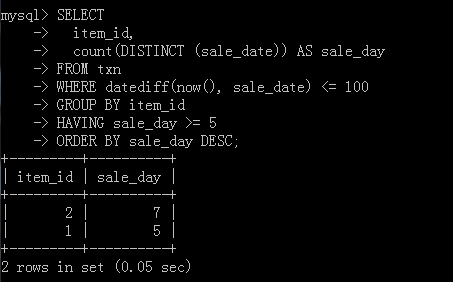 mysql> SELECT
    ->   item_id,
    ->   count(DISTINCT (sale_date)) AS sale_day
    -> FROM txn
    -> WHERE datediff(now(), sale_date) <= 100
    -> GROUP BY item_id
    -> HAVING sale_day >= 5
    -> ORDER BY sale_day DESC;
+---------+----------+
| item_id | sale_day |
+---------+----------+
|       2 |        7 |
|       1 |        5 |
+---------+----------+
2 rows in set (0.05 sec)